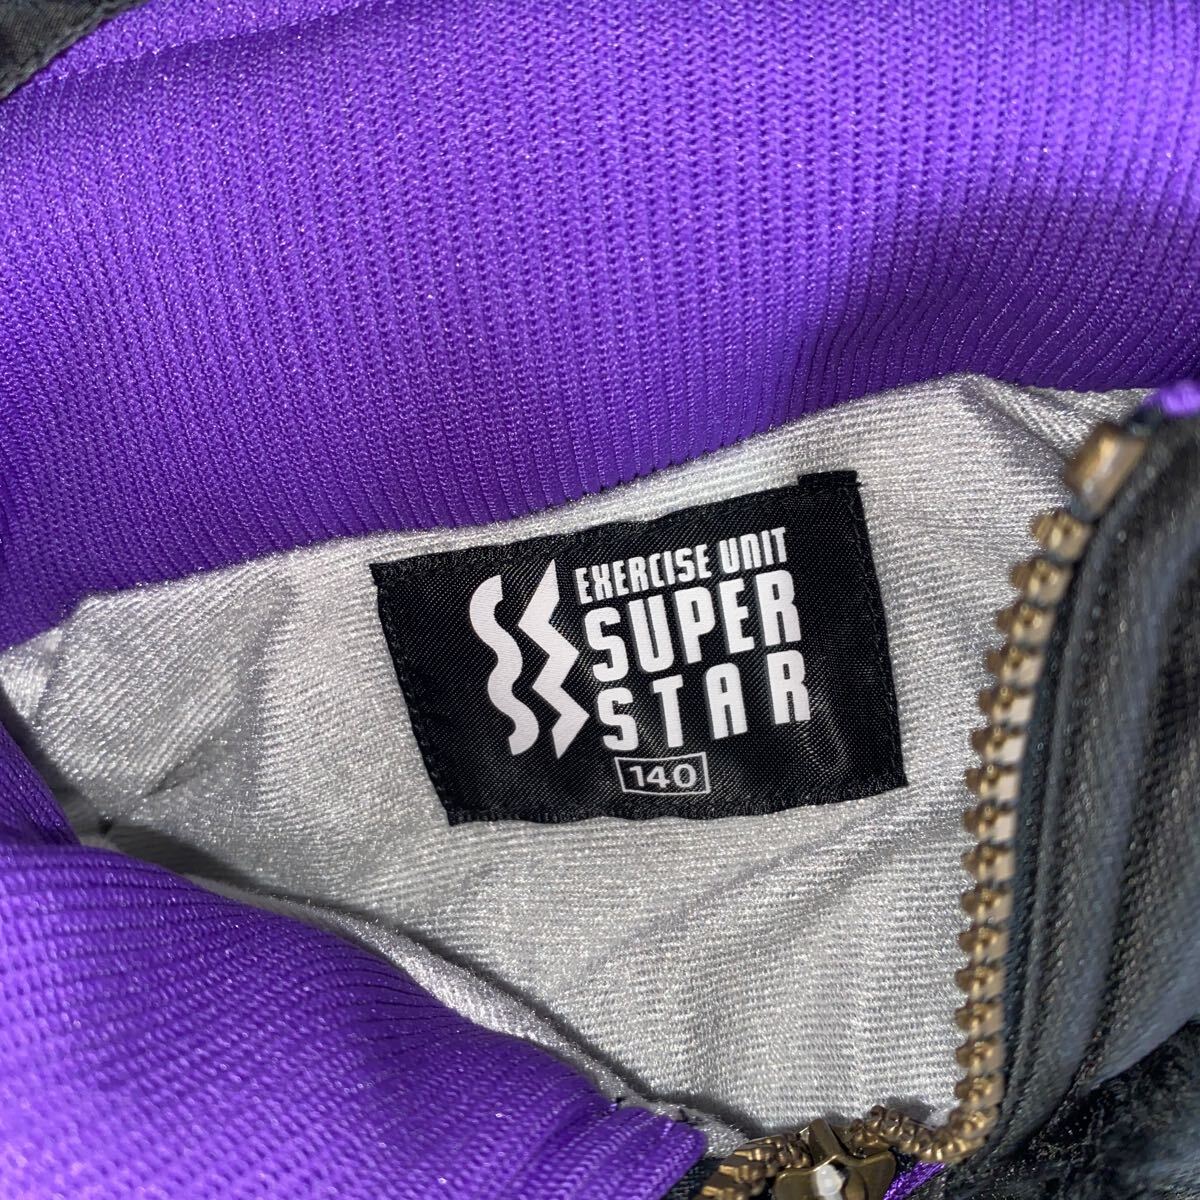 EXERCISE UNIT
SUPER
STAR
140